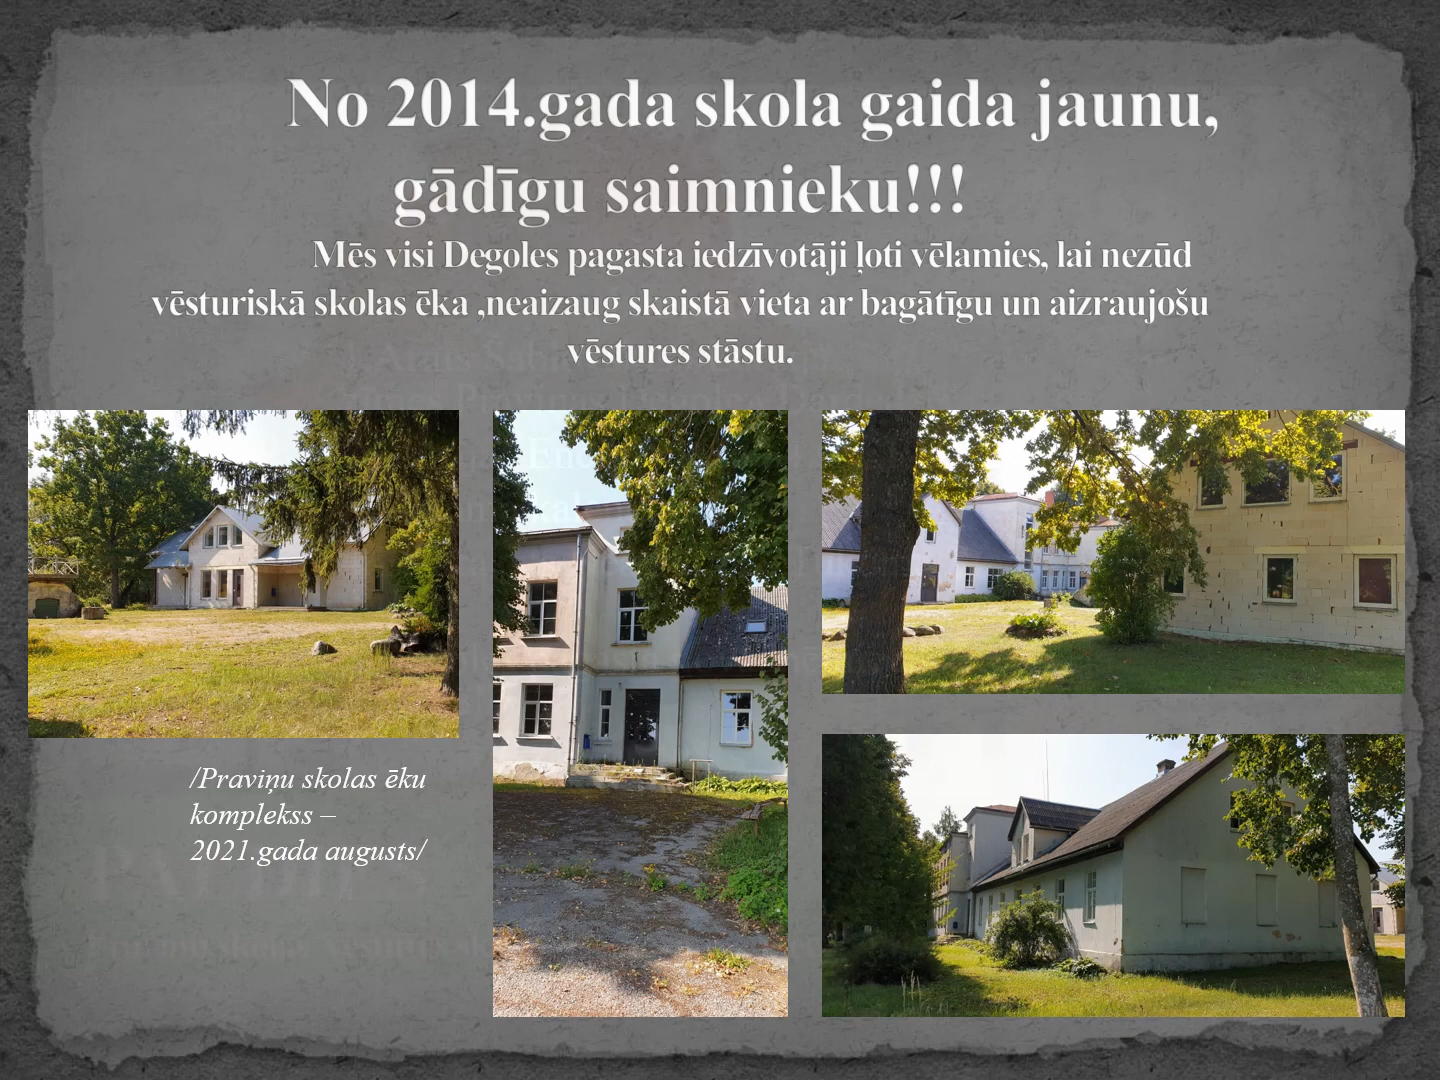 No 2014.gada skola gaida jaunu,
gādīgu saimnieku!!!
Mēs visi Degoles pagasta iedzīvotāji ļoti vēlamies, lai nezūd
vēsturiskā skolas ēka ,neaizaug skaistā vieta ar bagātīgu un aizraujošu
vēstures stāstu.
/Praviņu skolas ēku
komplekss –
2021.gada augusts/